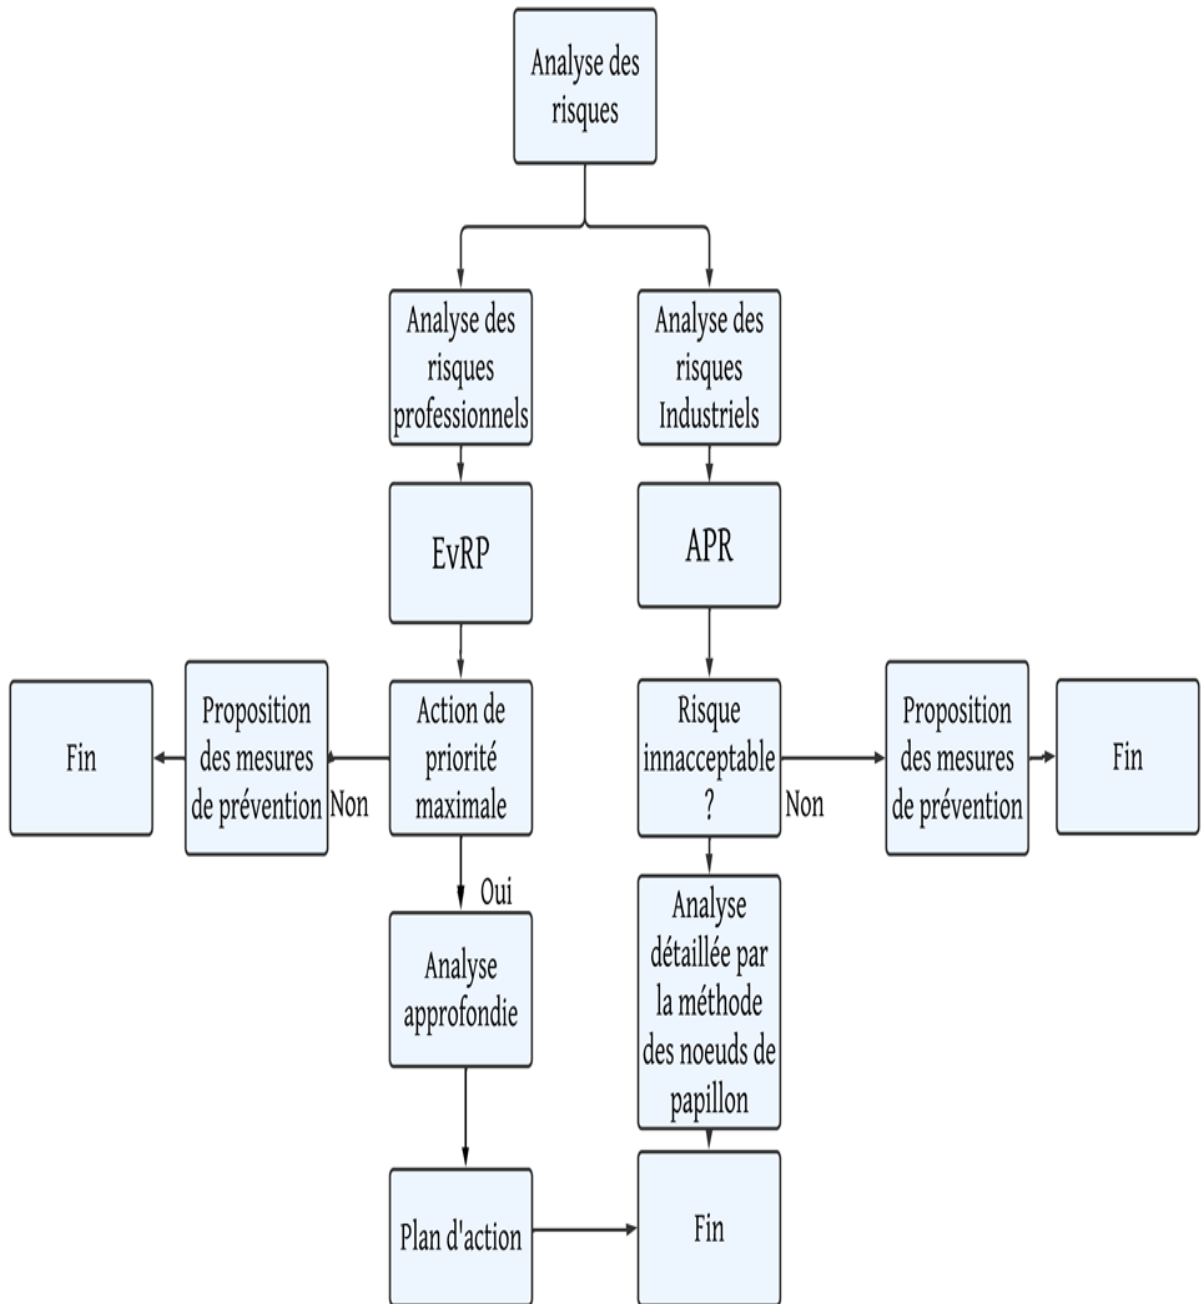 Analyse des
risques
Analyse des
risques
professionnels
Analyse des
risques
Industriels
EvRP
APR
Fin
Proposition
des mesures
de prévention
Non
Action de
priorité
maximale
Risque
innacceptable
?
Non
Proposition
des mesures
de prévention
Fin
Oui
Analyse
approfondie
Analyse
détaillée par
la méthode
des noeuds de
papillon
Plan d'action
Fin